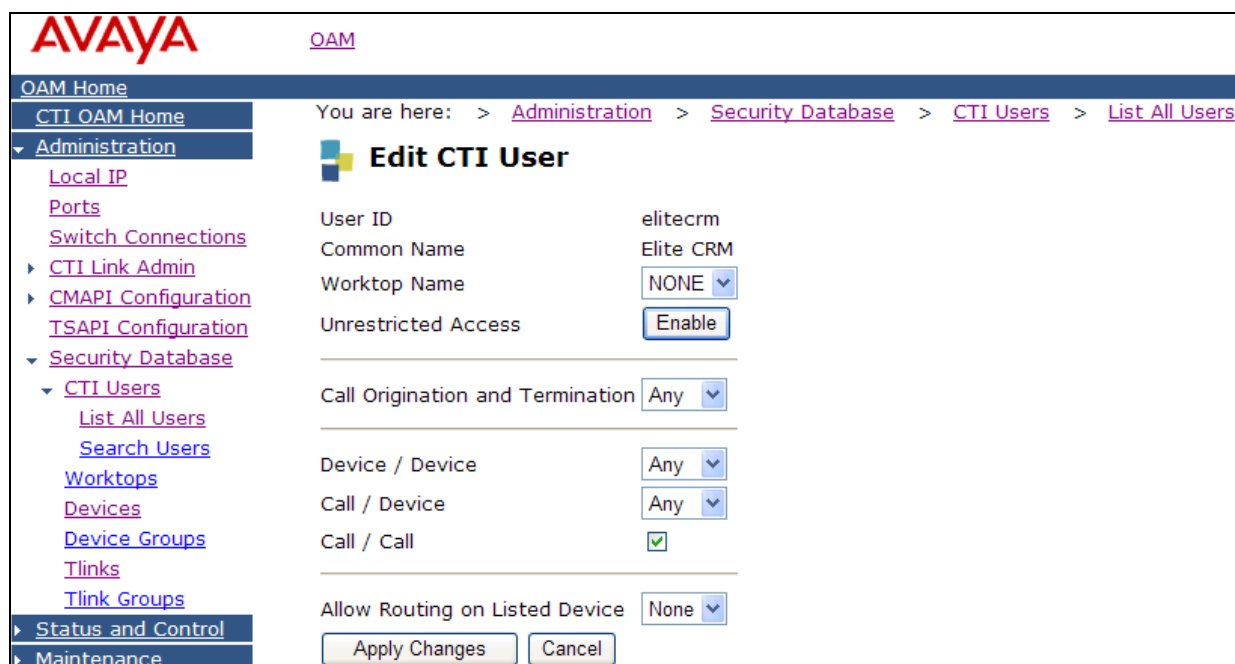 AVAYA
OAM
OAM Home
CTI OAM Home
Administration
Local IP
Ports
Switch Connections
CTI Link Admin
CMAPI Configuration
TSAPI Configuration
Security Database
CTI Users
List All Users
Search Users
Worktops
Devices
Device Groups
Tlinks
Tlink Groups
Status and Control
Maintenance
You are here: > Administration > Security Database > CTI Users > List All Users
Edit CTI User
User ID elitecrm
Common Name Elite CRM
Worktop Name NONE
Unrestricted Access Enable
Call Origination and Termination Any
Device / Device Any
Call / Device Any
Call / Call
Allow Routing on Listed Device None
Apply Changes Cancel